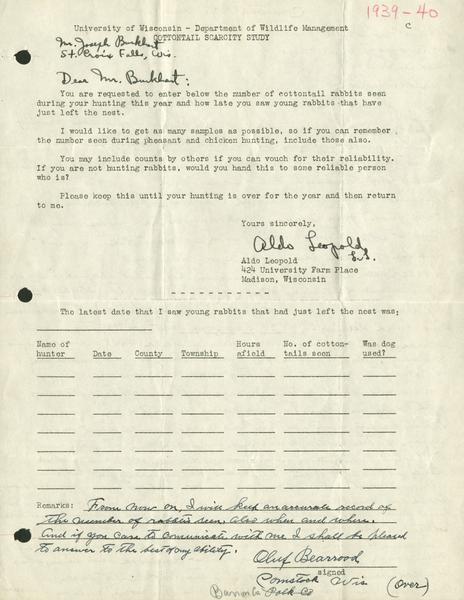 1939-40
c
University of Wisconsin - Department of Wildlife Management
COTTONTAIL SCARCITY STUDY
Mr. Joseph Burkhart
St. Croix Falls, Wis.
Dear Mr. Burkhart:
You are requested to enter below the number of cottontail rabbits seen
during your hunting this year and how late you saw young rabbits that have
just left the nest.
I would like to get as many samples as possible, so if you can remember
the number seen during pheasant and chicken hunting, include those also.
You may include counts by others if you can vouch for their reliability.
If you are not hunting rabbits, would you hand this to some reliable person
who is?
Please keep this until your hunting is over for the year and then return
to me.
Yours sincerely,
Aldo Leopold
Aldo Leopold
424 University Farm Place
Madison, Wisconsin
The latest date that I saw young rabbits that had just left the nest was:
Name of hunter Date County Township Hours afield No. of cotton-tails seen Was dog used?
Remarks: From now on, I will keep an accurate record of
the number of rabbits seen, also when and where.
And if you care to comunicate with me I shall be pleased
to answer to the best of my ability.
Oluf Bearrood
signed
Comstock Wis (over)
Barron Co Polk Co